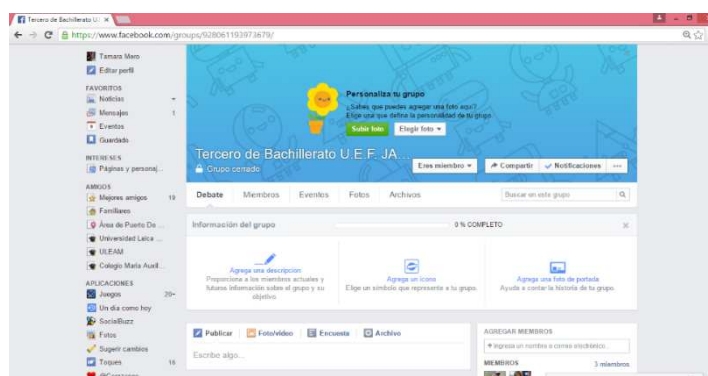 Tercero de Bachillerato U.
https://www.facebook.com/groups/928061193973679/
Tamara Mero
Editar perfil
FAVORITOS
Noticias
Mensajes 1
Eventos
Guardado
INTERESES
Páginas y personaj...
AMIGOS
Mejores amigos 19
Familiares
Área de Puerto De ...
Universidad Laica ...
ULEAM
Colegio María Auxil...
APLICACIONES
Juegos 20+
Un día como hoy
SocialBuzz
Fotos
Sugerir cambios
Toques 16
Personaliza tu grupo
¿Sabes que puedes agregar una foto aquí?
Elige una que defina la personalidad de tu grupo.
Subir foto Elegir foto
Tercero de Bachillerato U.E.F. JA...
Grupo cerrado
Eres miembro Compartir Notificaciones ...
Debate Miembros Eventos Fotos Archivos Buscar en este grupo
Información del grupo 0 % COMPLETO
Agrega una descripción
Proporciona a los miembros actuales y
futuros información sobre el grupo y su
objetivo.
Agrega un ícono
Elige un símbolo que represente a tu grupo.
Agrega una foto de portada
Ayuda a contar la historia de tu grupo.
Publicar Foto/video Encuesta Archivo
Escribe algo...
AGREGAR MIEMBROS
+ Ingresa un nombre o correo electrónico...
MIEMBROS 3 miembros